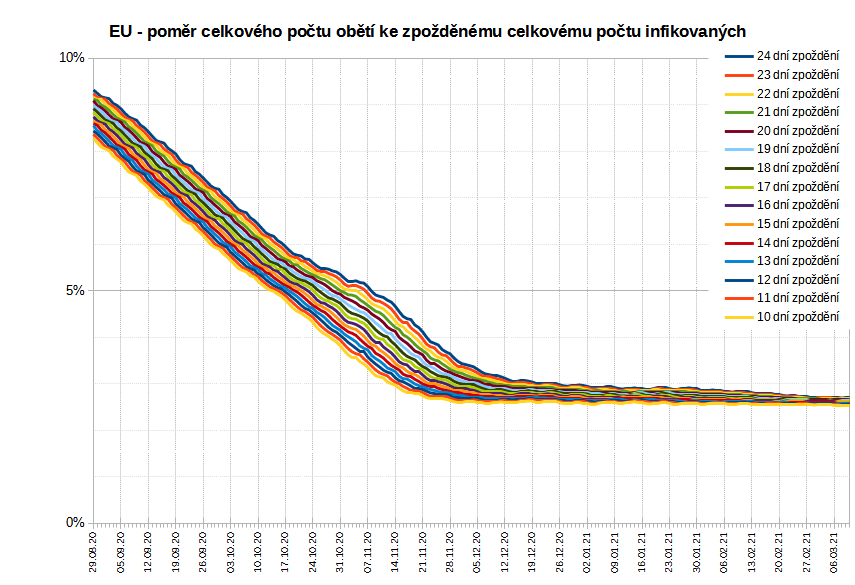 EU - poměr celkového počtu obětí ke zpožděnému celkovému počtu infikovaných
10%
5%
0%
24 dní zpoždění
23 dní zpoždění
22 dní zpoždění
21 dní zpoždění
20 dní zpoždění
19 dní zpoždění
18 dní zpoždění
17 dní zpoždění
16 dní zpoždění
15 dní zpoždění
14 dní zpoždění
13 dní zpoždění
12 dní zpoždění
11 dní zpoždění
10 dní zpoždění
29.08.20
05.09.20
12.09.20
19.09.20
26.09.20
03.10.20
10.10.20
17.10.20
24.10.20
31.10.20
07.11.20
14.11.20
21.11.20
28.11.20
05.12.20
12.12.20
19.12.20
26.12.20
02.01.21
09.01.21
16.01.21
23.01.21
30.01.21
06.02.21
13.02.21
20.02.21
27.02.21
06.03.21